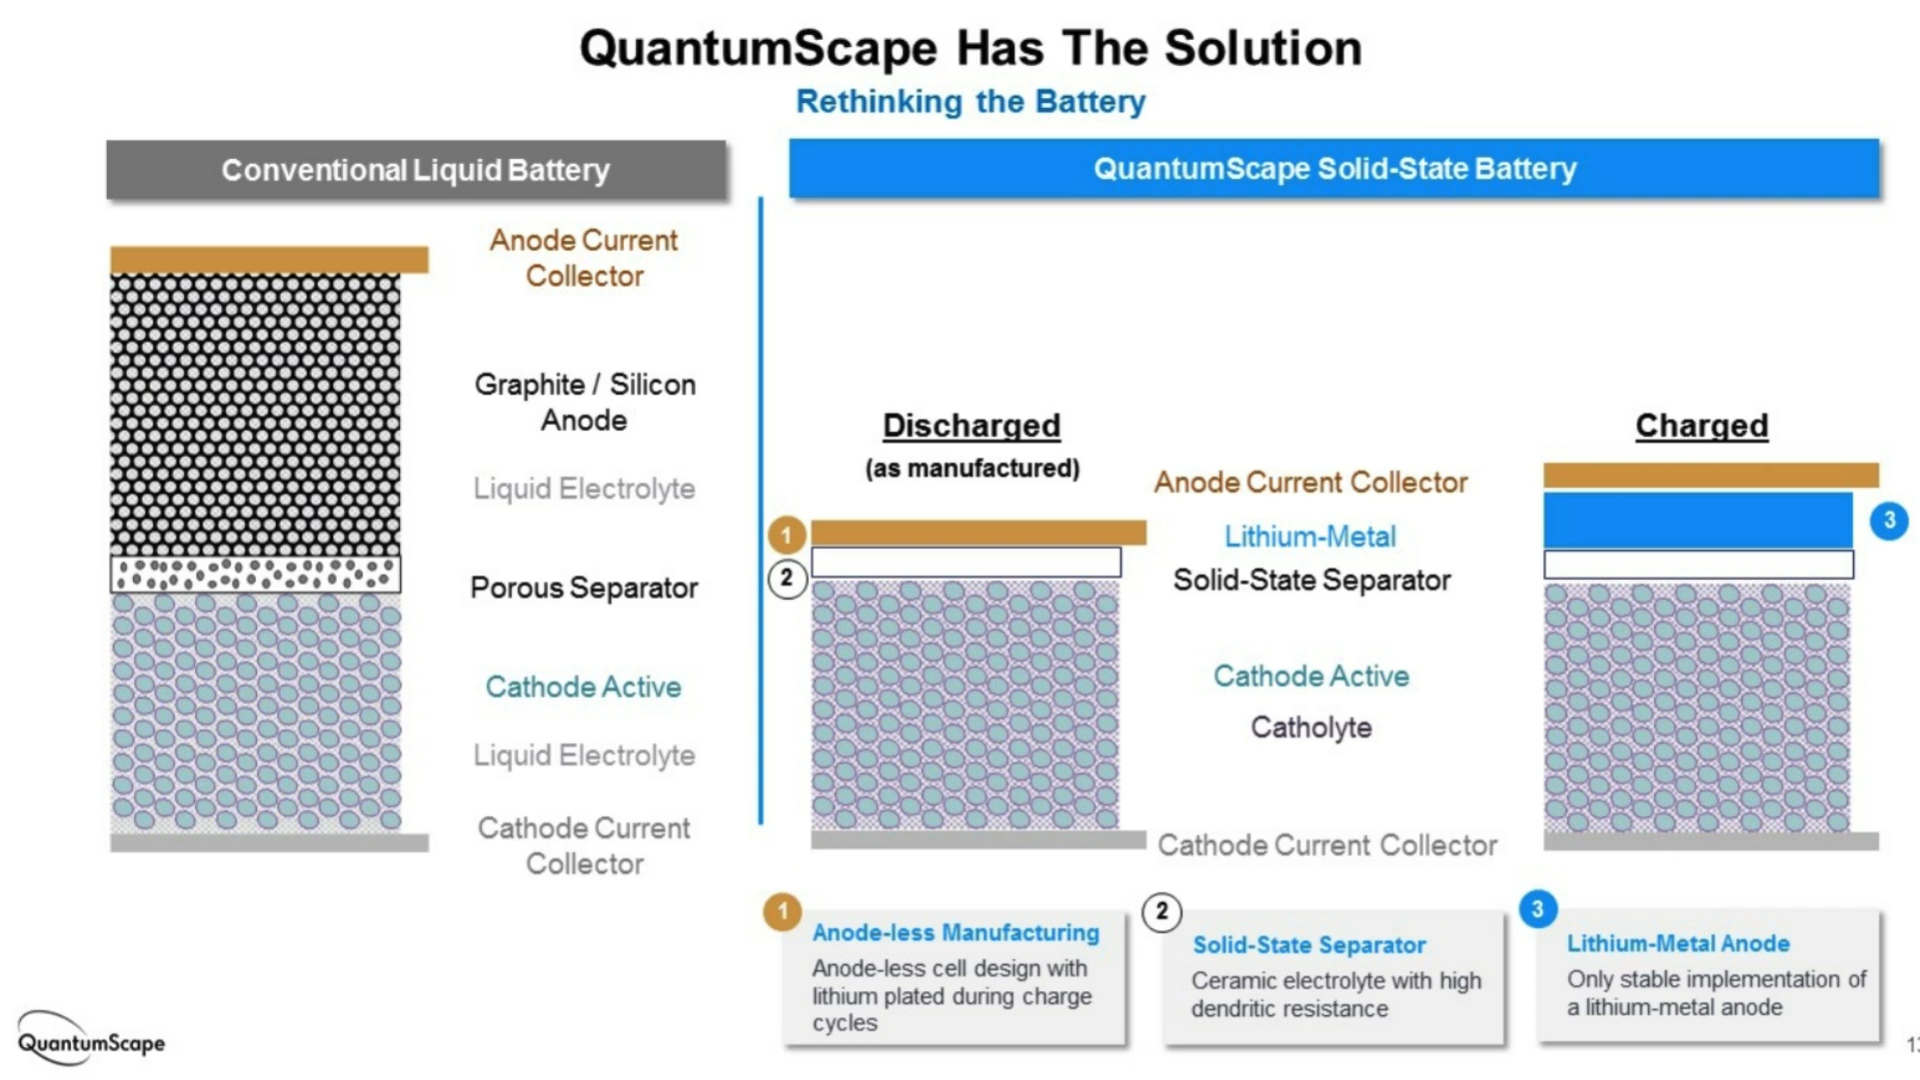 QuantumScape Has The Solution
Rethinking the Battery
Conventional Liquid Battery
Anode Current
Collector
Graphite / Silicon
Anode
Liquid Electrolyte
Porous Separator
Cathode Active
Liquid Electrolyte
Cathode Current
Collector
QuantumScape Solid-State Battery
Discharged
(as manufactured)
Charged
1
2
Anode Current Collector
Lithium-Metal
Solid-State Separator
Cathode Active
Catholyte
Cathode Current Collector
3
1
Anode-less Manufacturing
Anode-less cell design with
lithium plated during charge
cycles
2
Solid-State Separator
Ceramic electrolyte with high
dendritic resistance
3
Lithium-Metal Anode
Only stable implementation of
a lithium-metal anode
QuantumScape